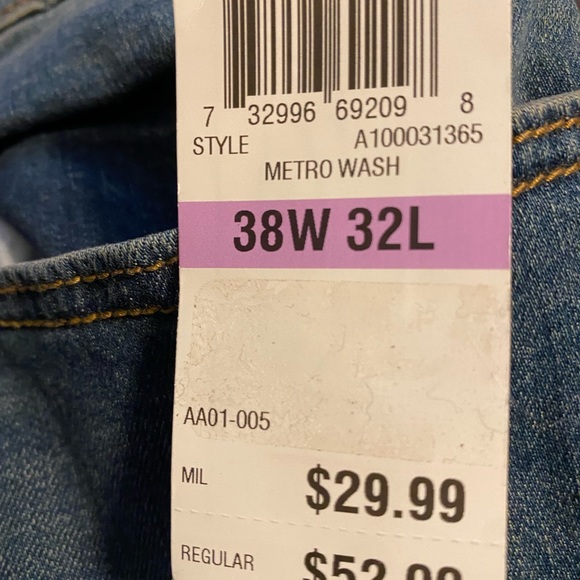 7 32996 69209 8
STYLE A100031365
METRO WASH
38W 32L
AA01-005
MIL $29.99
REGULAR